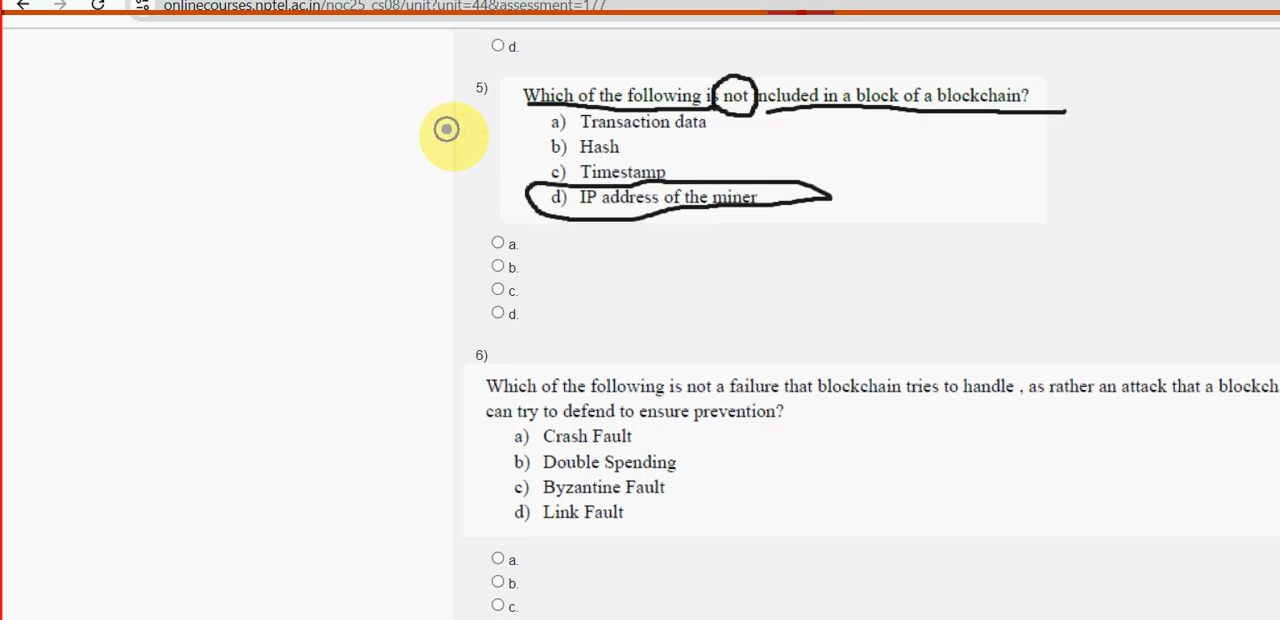 onlinecourses.nptel.ac.in/noc25_cs08/unit?unit=44&assessment=177
d.
5)
Which of the following is not included in a block of a blockchain?
a) Transaction data
b) Hash
c) Timestamp
d) IP address of the miner
a.
b.
c.
d.
6)
Which of the following is not a failure that blockchain tries to handle , as rather an attack that a blockch
can try to defend to ensure prevention?
a) Crash Fault
b) Double Spending
c) Byzantine Fault
d) Link Fault
a.
b.
c.